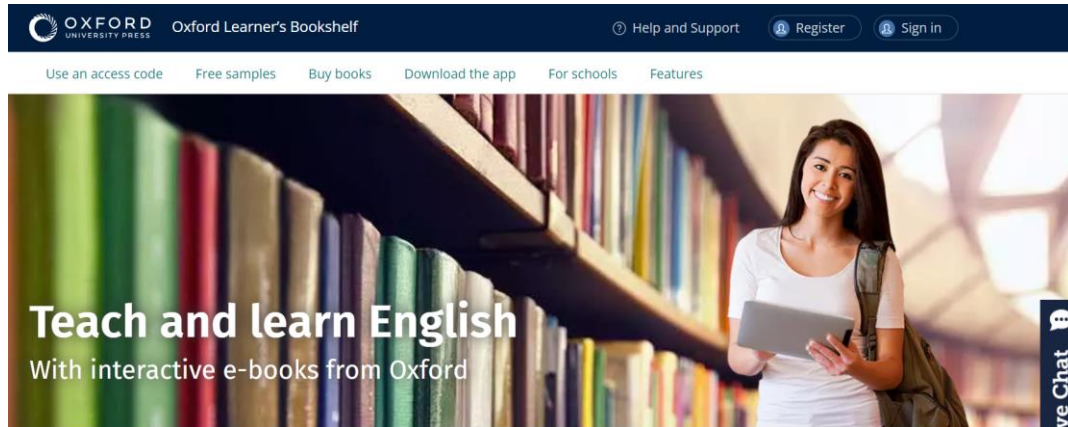 OXFORD
UNIVERSITY PRESS
Oxford Learner's Bookshelf
Help and Support
Register
Sign in
Use an access code
Free samples
Buy books
Download the app
For schools
Features
Teach and learn English
With interactive e-books from Oxford
Chat